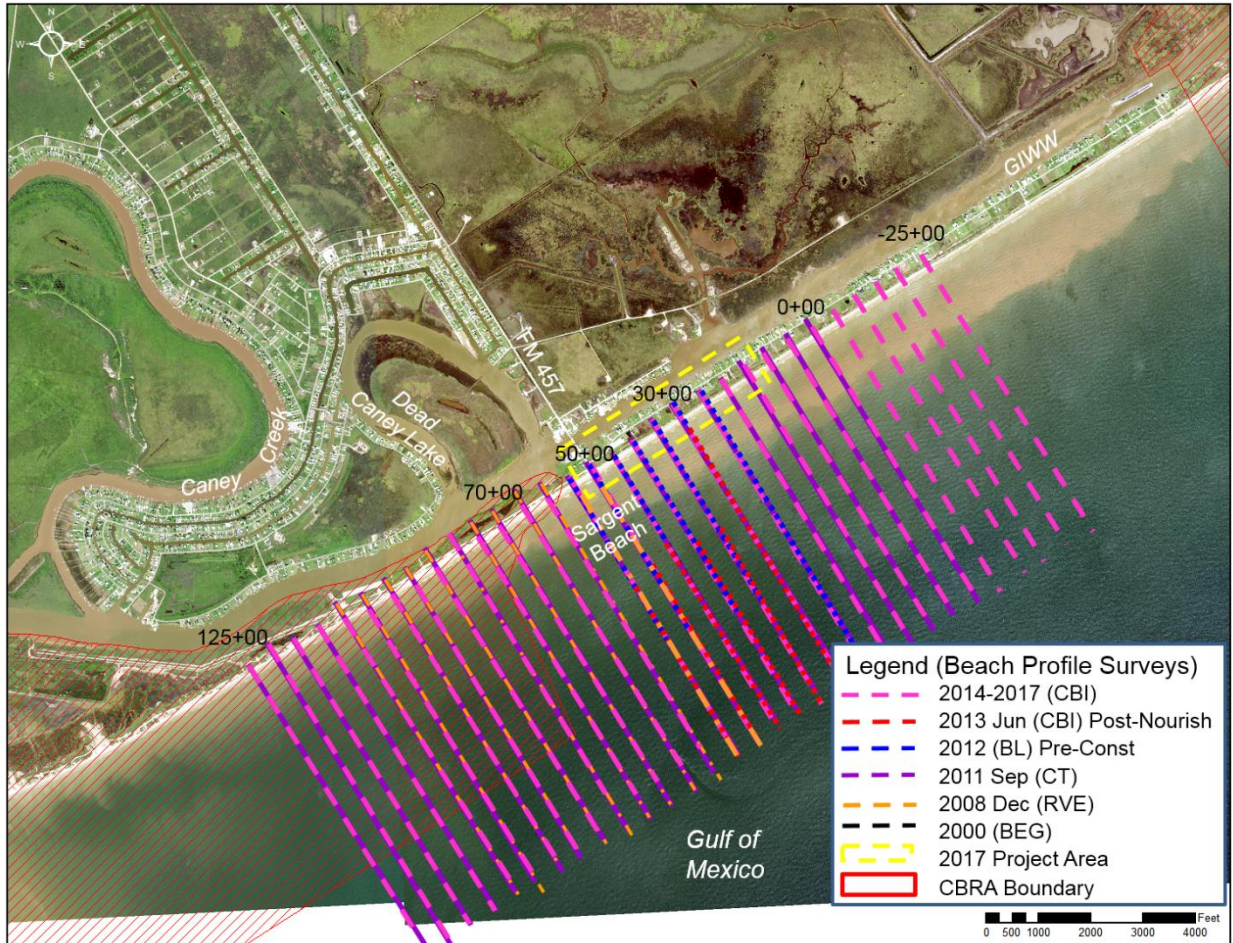 N
W E
S
GIWW
-25+00
0+00
FM 457
30+00
Dead
Caney Lake
50+00
Caney
Creek
70+00
Sargent
Beach
125+00
Gulf of
Mexico
Legend (Beach Profile Surveys)
2014-2017 (CBI)
2013 Jun (CBI) Post-Nourish
2012 (BL) Pre-Const
2011 Sep (CT)
2008 Dec (RVE)
2000 (BEG)
2017 Project Area
CBRA Boundary
Feet
0 500 1000 2000 3000 4000